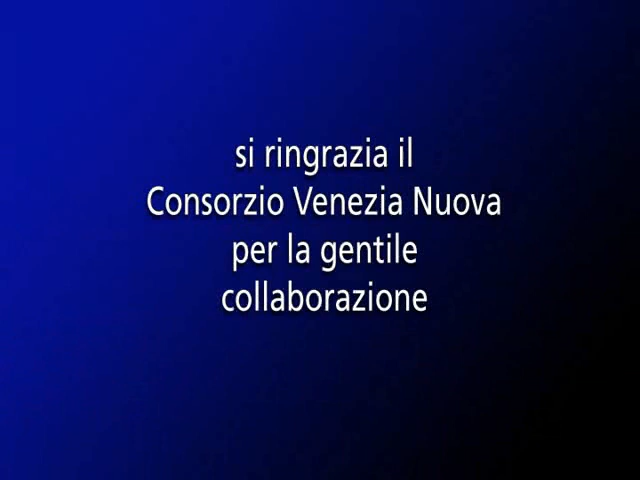 si ringrazia il
Consorzio Venezia Nuova
per la gentile
collaborazione